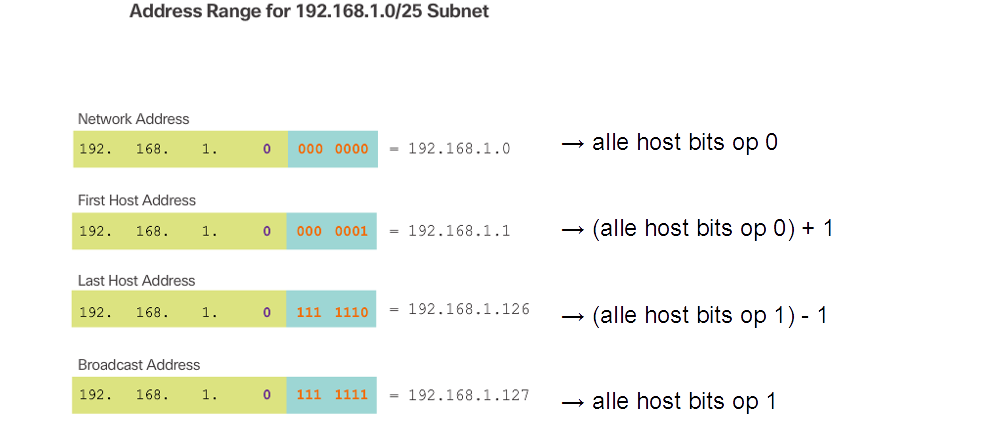 Address Range for 192.168.1.0/25 Subnet
Network Address
192. 168. 1. 0 000 0000 = 192.168.1.0 → alle host bits op 0
First Host Address
192. 168. 1. 0 000 0001 = 192.168.1.1 → (alle host bits op 0) + 1
Last Host Address
192. 168. 1. 0 111 1110 = 192.168.1.126 → (alle host bits op 1) - 1
Broadcast Address
192. 168. 1. 0 111 1111 = 192.168.1.127 → alle host bits op 1